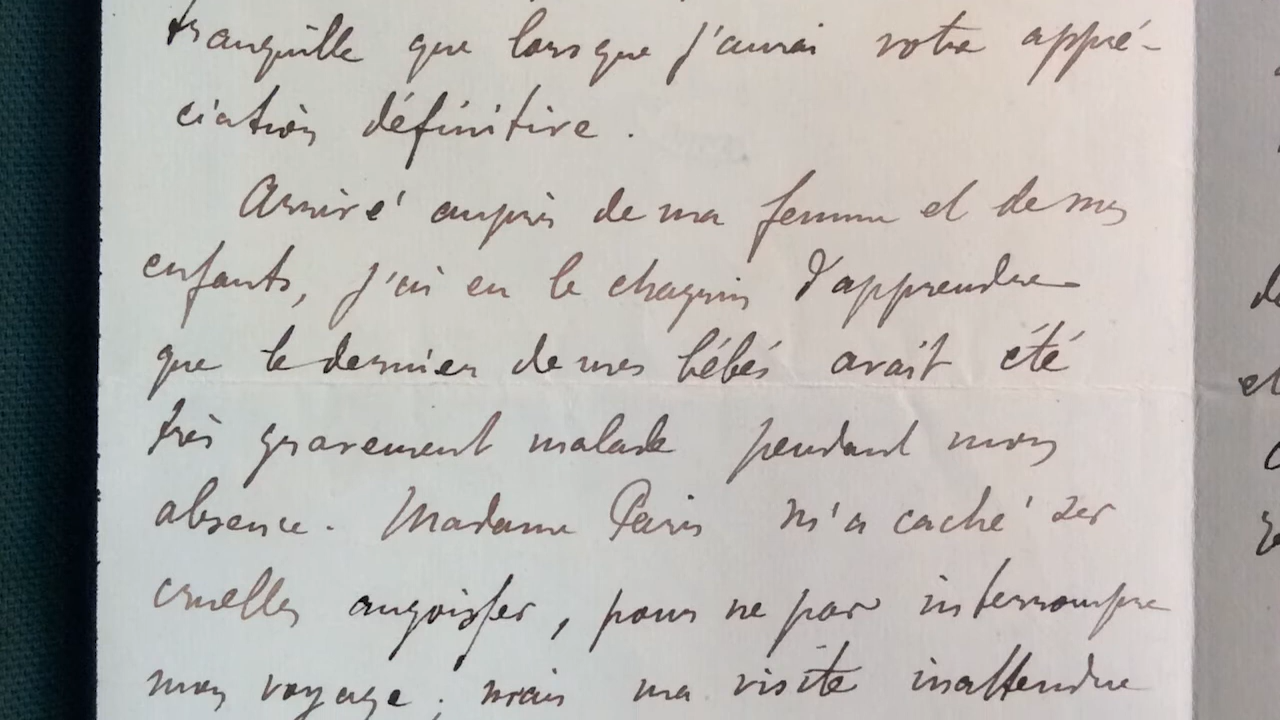 tranquille que lorsque j'aurai votre appré-
ciation définitive.
Arrivé auprès de ma femme et de mes
enfants, j'ai eu le chagrin d'apprendre
que le dernier de mes bébés avait été
très gravement malade pendant mon
absence. Madame Paris m'a caché ses
cruelles angoisses, pour ne pas interrompre
mon voyage; mais ma visite inattendue